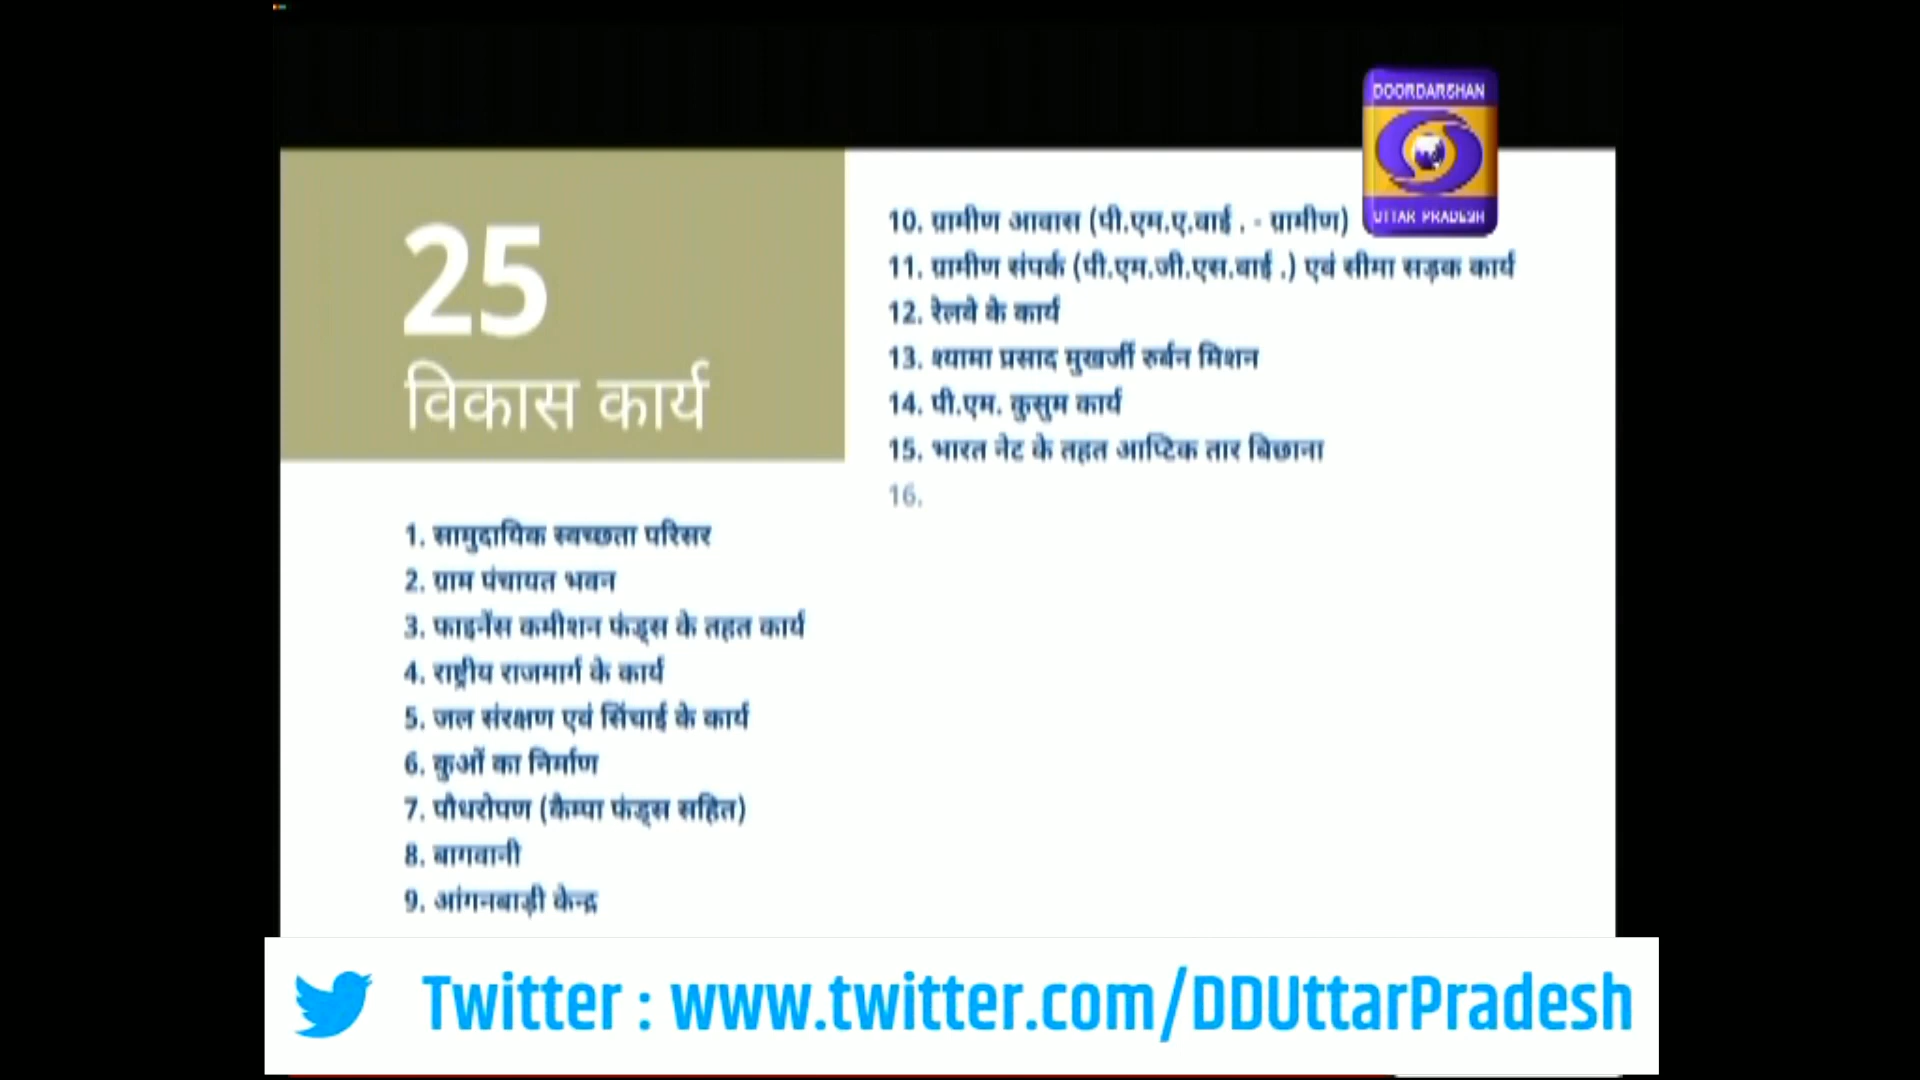 DOORDARSHAN
UTTAR PRADESH
25
विकास कार्य
1. सामुदायिक स्वच्छता परिसर
2. ग्राम पंचायत भवन
3. फाइनेंस कमीशन फंड्स के तहत कार्य
4. राष्ट्रीय राजमार्ग के कार्य
5. जल संरक्षण एवं सिंचाई के कार्य
6. कुओं का निर्माण
7. पौधरोपण (कैम्पा फंड्स सहित)
8. बागवानी
9. आंगनबाड़ी केन्द्र
10. ग्रामीण आवास (पी.एम.ए.वाई . - ग्रामीण)
11. ग्रामीण संपर्क (पी.एम.जी.एस.वाई .) एवं सीमा सड़क कार्य
12. रेलवे के कार्य
13. श्यामा प्रसाद मुखर्जी रुर्बन मिशन
14. पी.एम. कुसुम कार्य
15. भारत नेट के तहत आप्टिक तार बिछाना
16.
Twitter : www.twitter.com/DDUttarPradesh